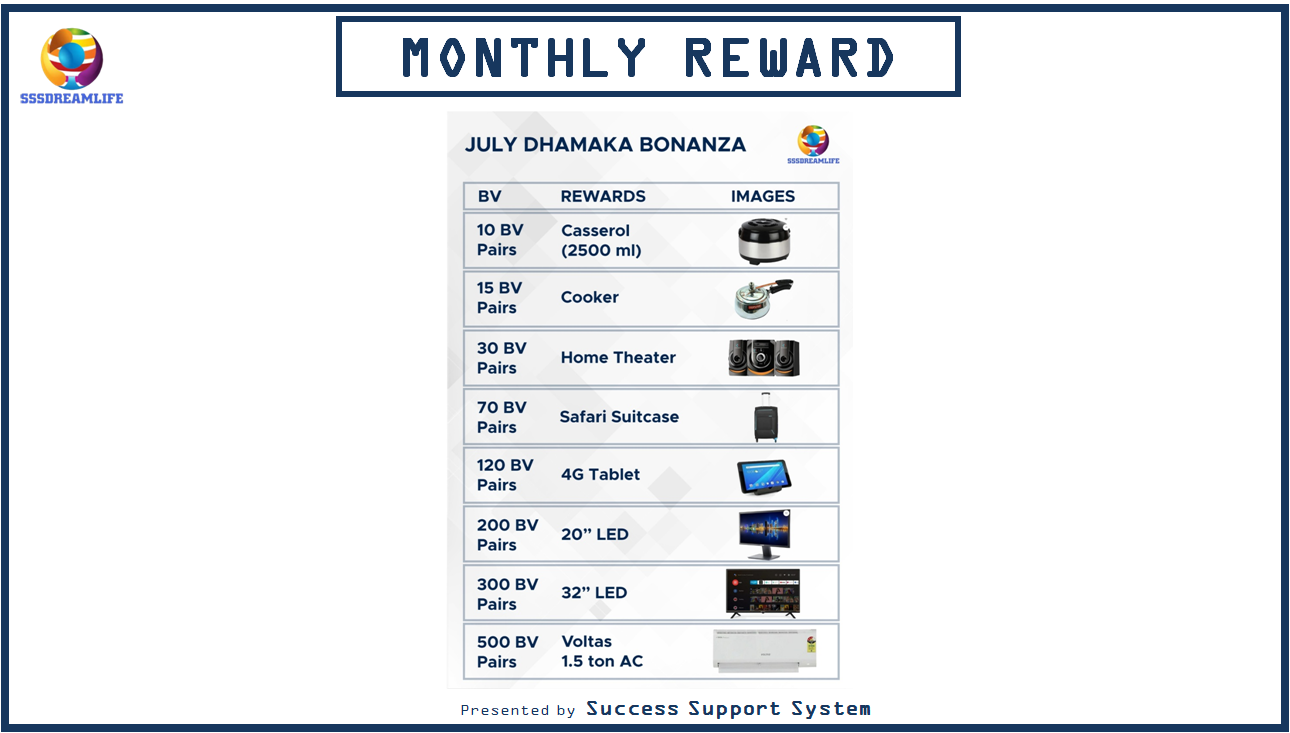 MONTHLY REWARD
SSSDREAMLIFE
JULY DHAMAKA BONANZA
SSSDREAMLIFE
BV REWARDS IMAGES
10 BV Pairs
Casserol
(2500 ml)
15 BV Pairs
Cooker
30 BV Pairs
Home Theater
70 BV Pairs
Safari Suitcase
120 BV Pairs
4G Tablet
200 BV Pairs
20” LED
300 BV Pairs
32” LED
500 BV Pairs
Voltas
1.5 ton AC
Presented by Success Support System